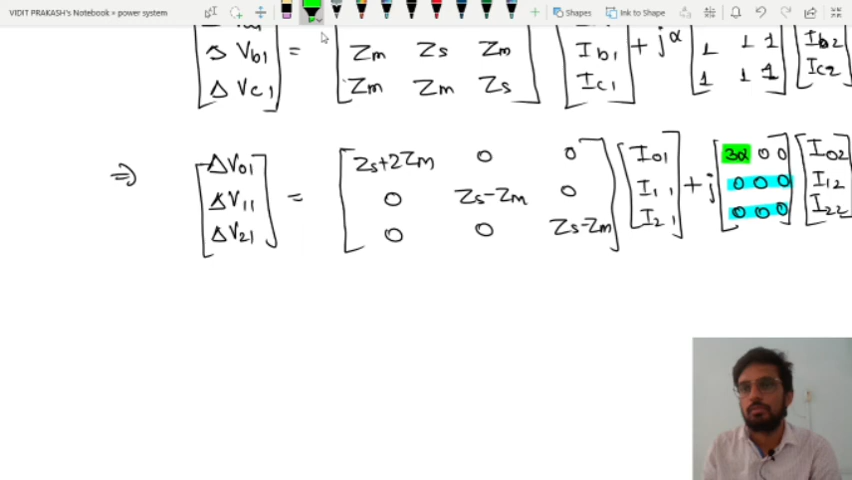 VIDIT PRAKASH's Notebook » power system
Shapes Ink to Shape
Δ Vb1 = Zm Zs Zm Ib1 + jα 1 1 1 Ib2
Δ Vc1 Zm Zm Zs Ic1 1 1 1 Ic2
⇒ ΔV01 Zs+2Zm 0 0 I01 3α 0 0 I02
ΔV11 = 0 Zs-Zm 0 I11 + j 0 0 0 I12
ΔV21 0 0 Zs-Zm I21 0 0 0 I22